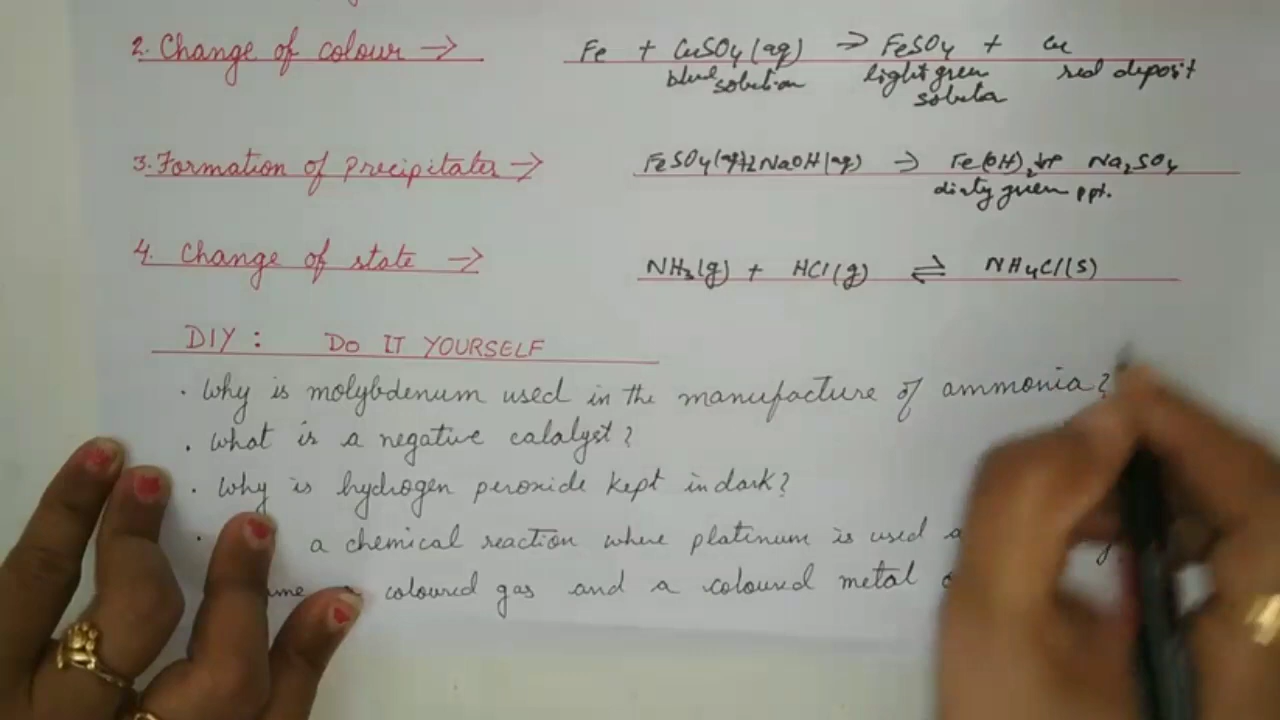 2. Change of colour → Fe + CuSO4 (aq) → FeSO4 + Cu
blue solution light green solution red deposit
3. Formation of precipitates → FeSO4(aq)+2NaOH(aq) → Fe(OH)2↓+ Na2SO4
dirty green ppt.
4. Change of state → NH3(g) + HCl(g) ⇌ NH4Cl(s)
DIY : DO IT YOURSELF
. Why is molybdenum used in the manufacture of ammonia?
. What is a negative catalyst?
. Why is hydrogen peroxide kept in dark?
. a chemical reaction where platinum is used
coloured gas and a coloured metal